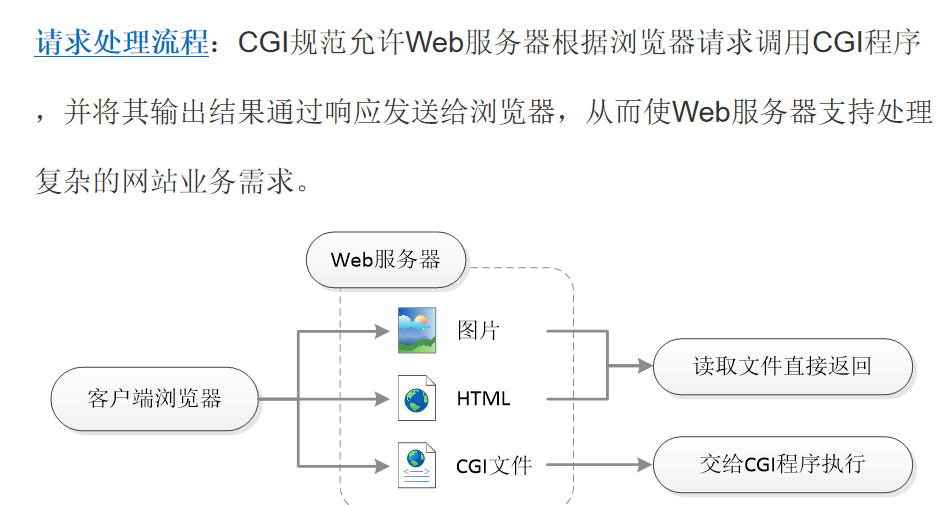 请求处理流程：CGI规范允许Web服务器根据浏览器请求调用CGI程序
，并将其输出结果通过响应发送给浏览器，从而使Web服务器支持处理
复杂的网站业务需求。
Web服务器
图片
读取文件直接返回
客户端浏览器
HTML
CGI文件
交给CGI程序执行